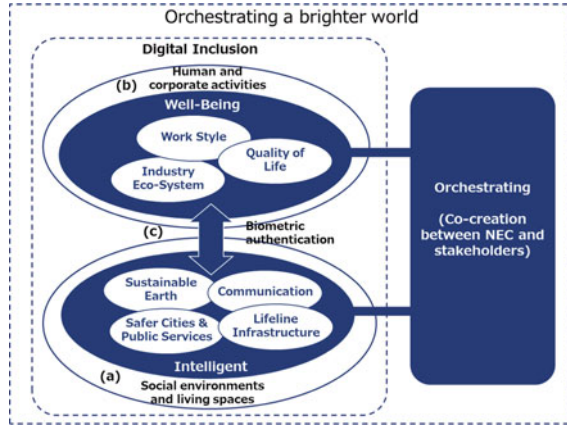 Orchestrating a brighter world
Digital Inclusion
Human and
corporate activities
(b)
Well-Being
Work Style
Quality of
Life
Industry
Eco-System
(c)
Biometric
authentication
Sustainable
Earth
Communication
Safer Cities &
Public Services
Lifeline
Infrastructure
Intelligent
(a)
Social environments
and living spaces
Orchestrating
(Co-creation
between NEC and
stakeholders)